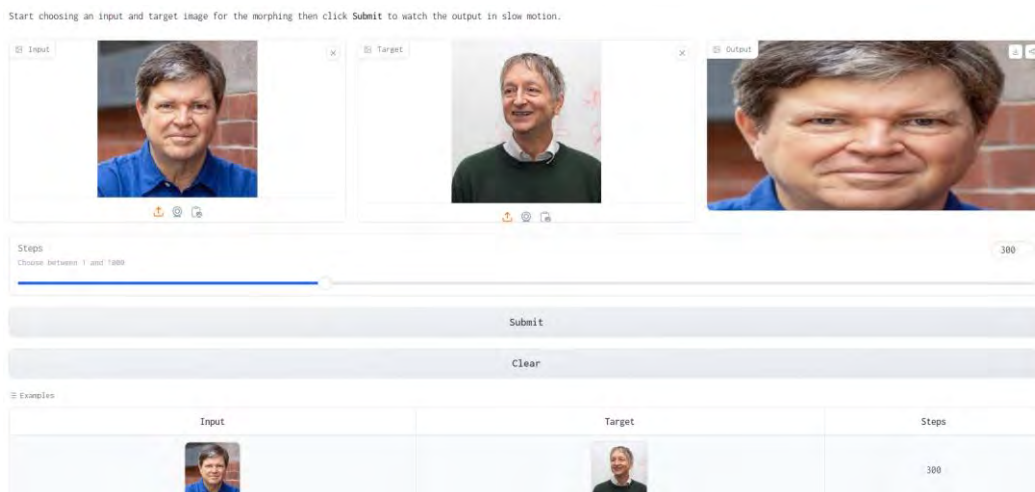 Start choosing an input and target image for the morphing then click Submit to watch the output in slow motion.
Input
Target
Output
Steps
300
Choose between 1 and 1000
Submit
Clear
Examples
Input Target Steps
300